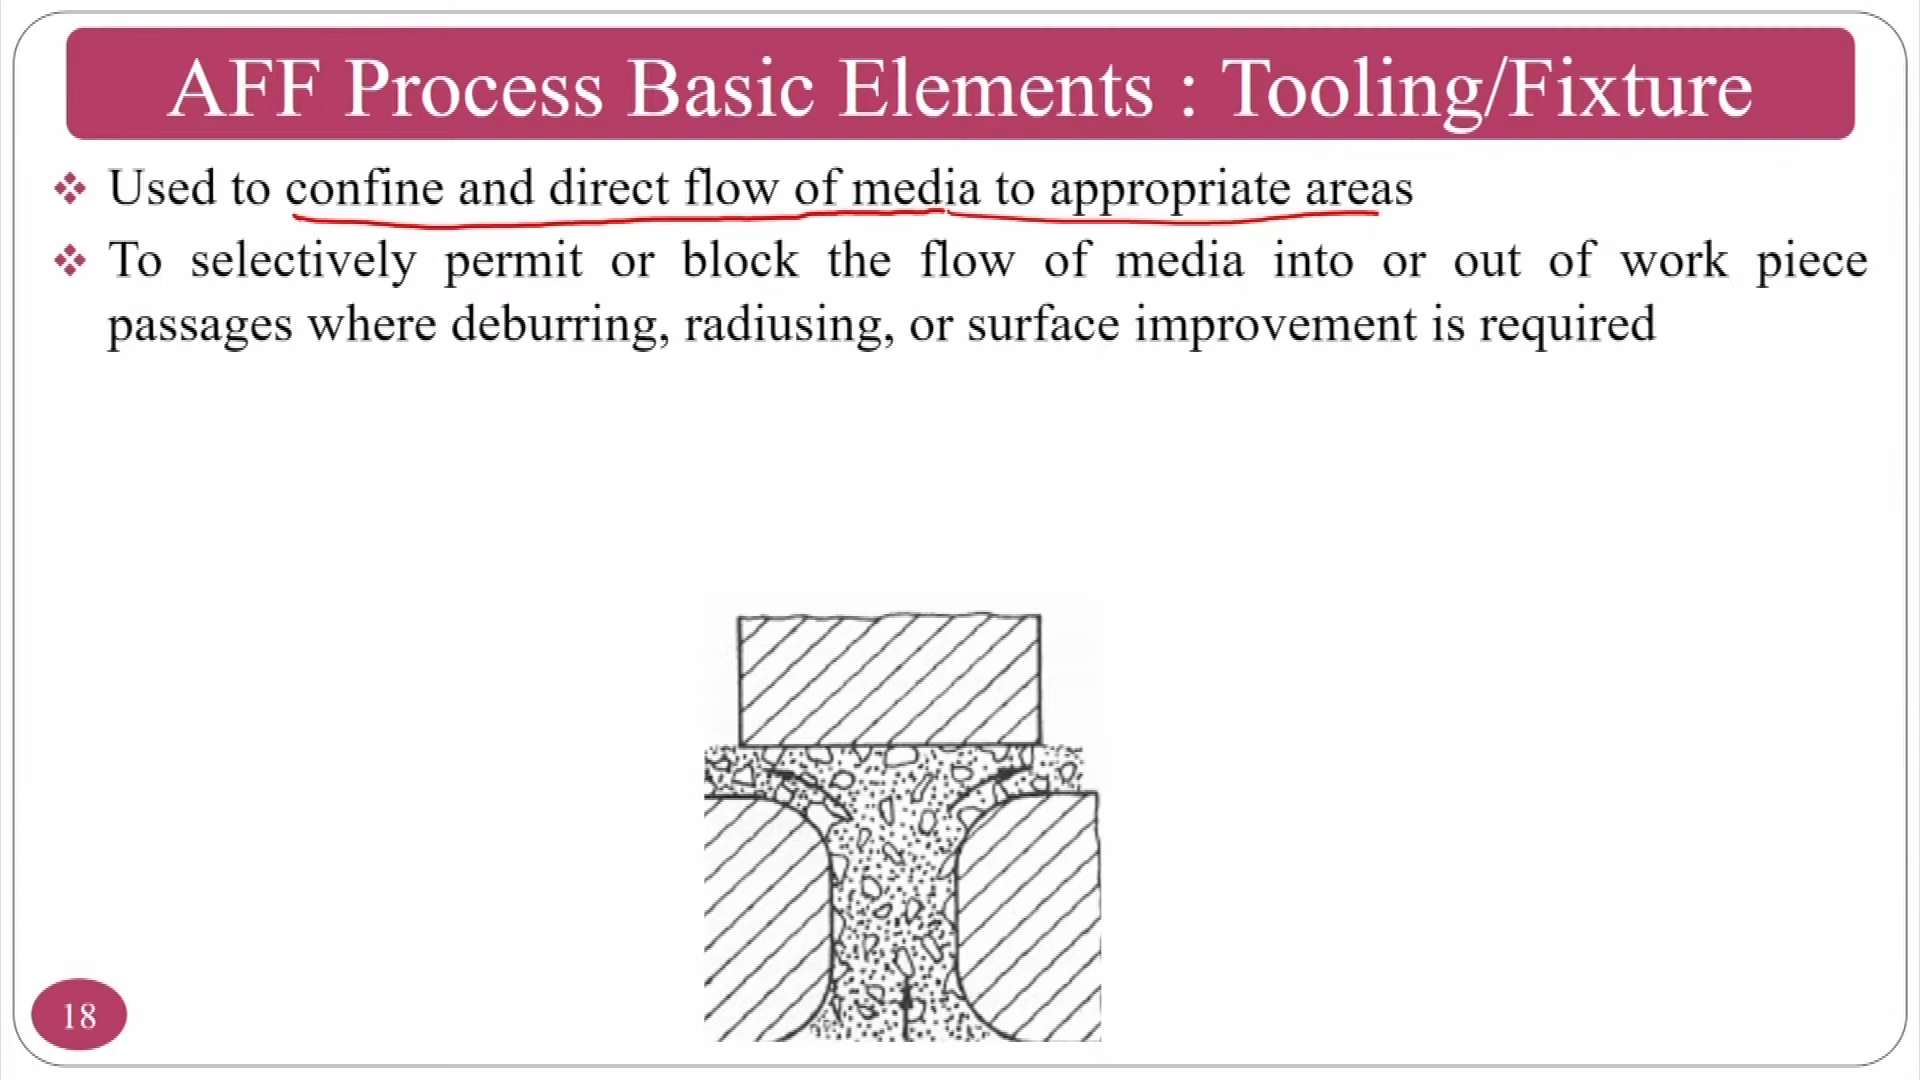 AFF Process Basic Elements : Tooling/Fixture
Used to confine and direct flow of media to appropriate areas
To selectively permit or block the flow of media into or out of work piece
passages where deburring, radiusing, or surface improvement is required
18